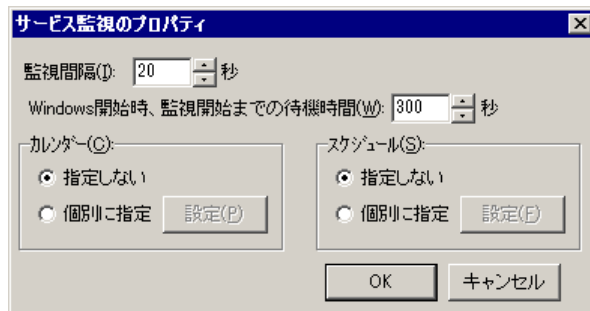 サービス監視のプロパティ
監視間隔(I): 20 秒
Windows開始時、監視開始までの待機時間(W): 300 秒
カレンダー(C):
指定しない
個別に指定 設定(P)
スケジュール(S):
指定しない
個別に指定 設定(F)
OK キャンセル